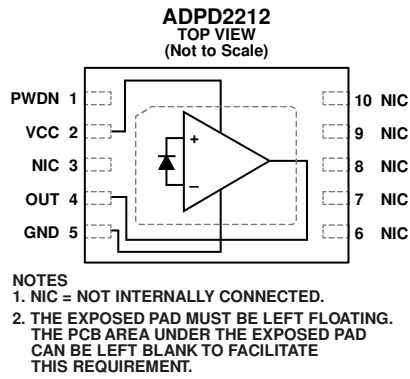 ADPD2212
TOP VIEW
(Not to Scale)
PWDN 1
VCC 2
NIC 3
OUT 4
GND 5
10 NIC
9 NIC
8 NIC
7 NIC
6 NIC
+
–
NOTES
1. NIC = NOT INTERNALLY CONNECTED.
2. THE EXPOSED PAD MUST BE LEFT FLOATING.
THE PCB AREA UNDER THE EXPOSED PAD
CAN BE LEFT BLANK TO FACILITATE
THIS REQUIREMENT.